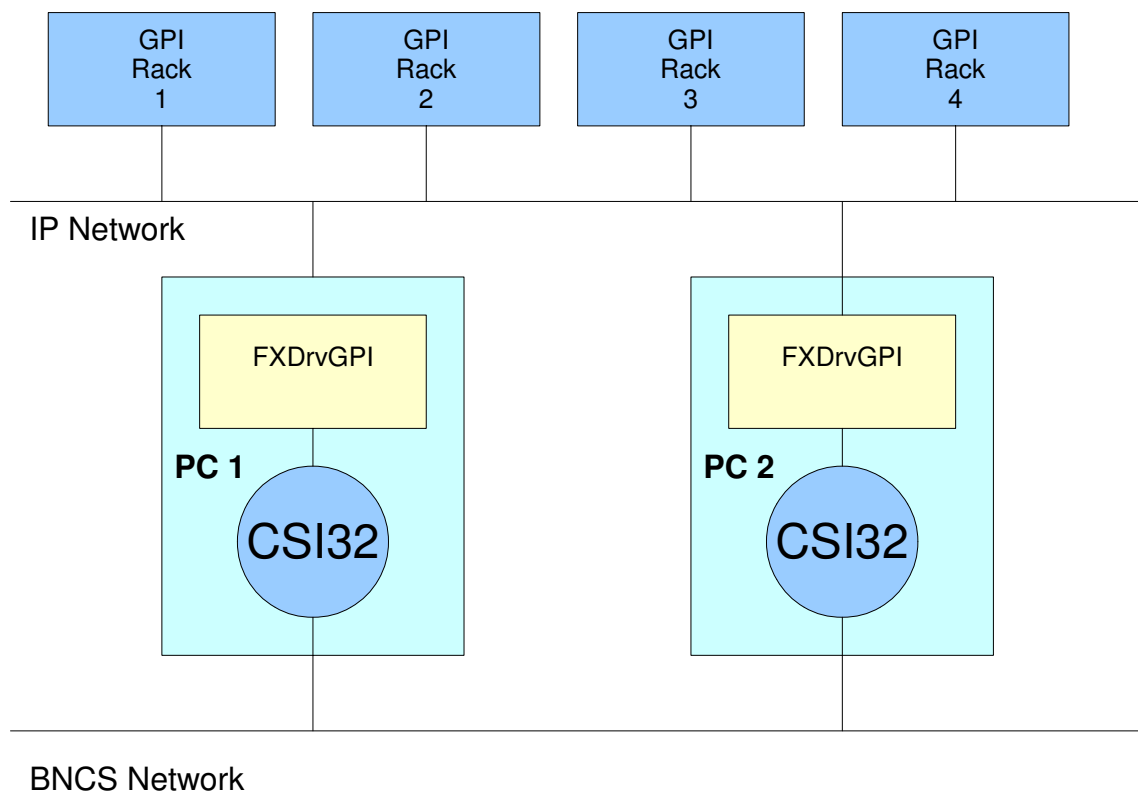 GPI
Rack
1
GPI
Rack
2
GPI
Rack
3
GPI
Rack
4
IP Network
FXDrvGPI
FXDrvGPI
PC 1
PC 2
CSI32
CSI32
BNCS Network